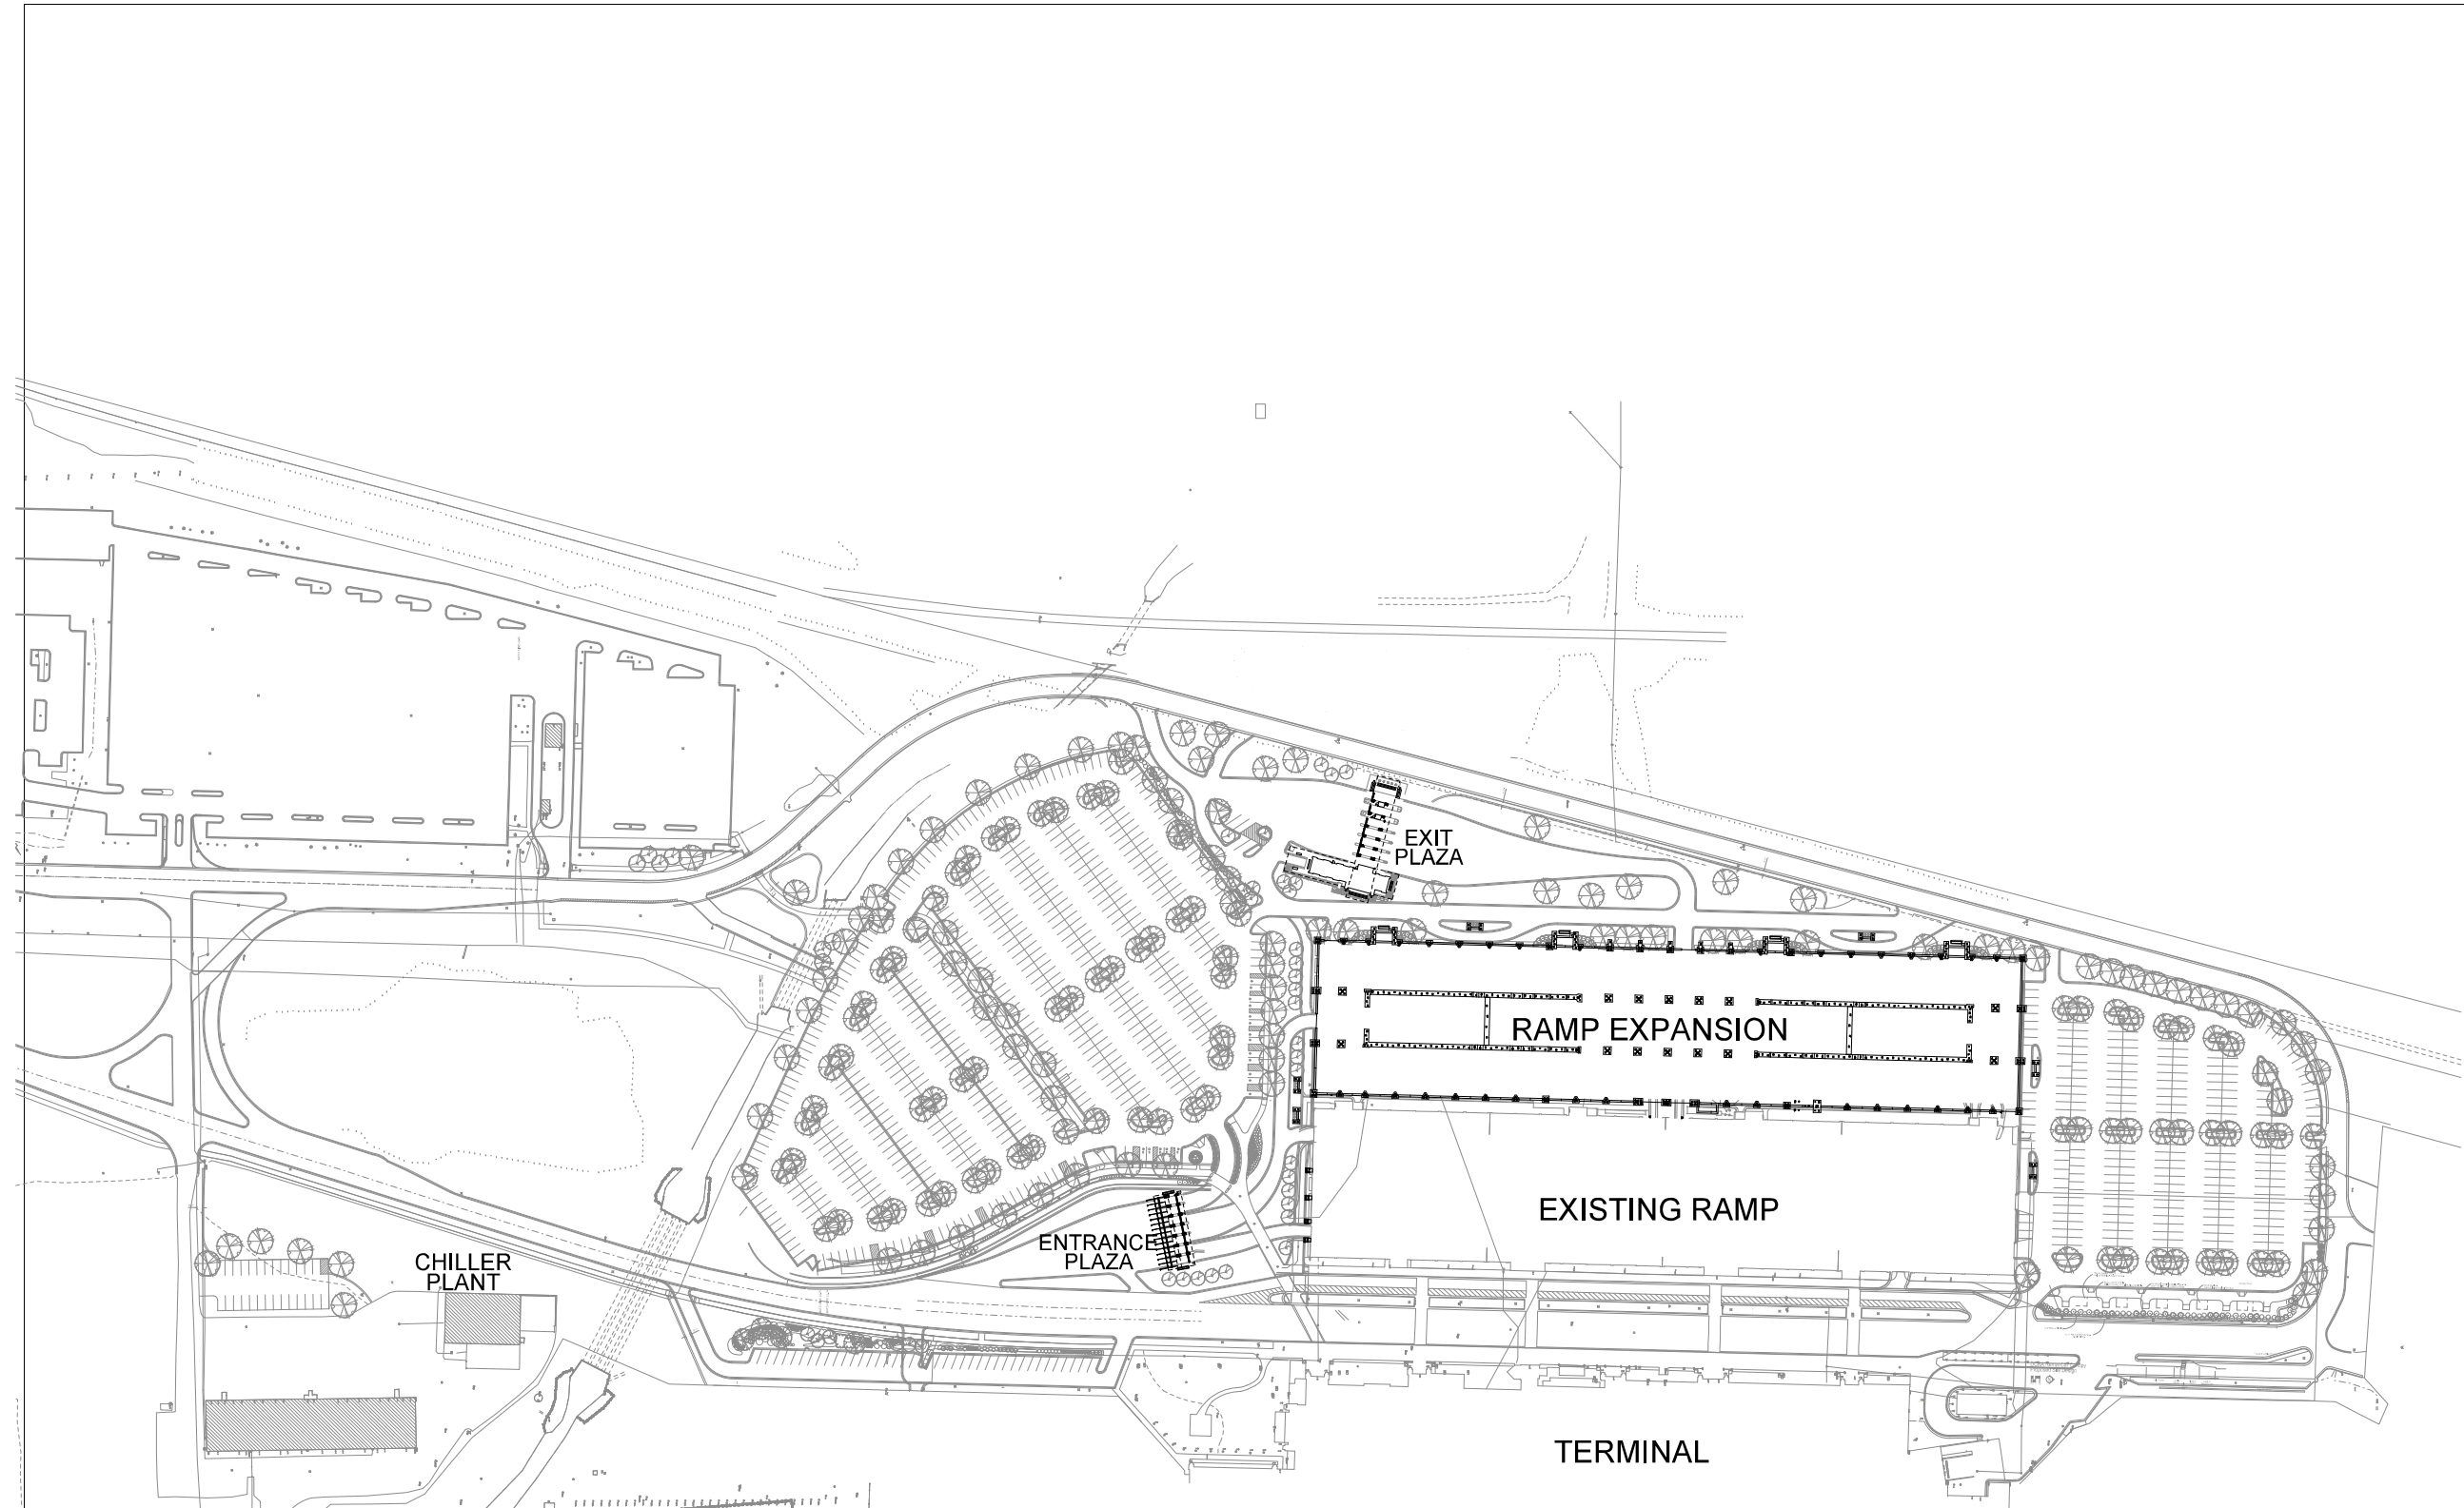 EXIT
PLAZA
RAMP EXPANSION
EXISTING RAMP
ENTRANCE
PLAZA
CHILLER
PLANT
TERMINAL